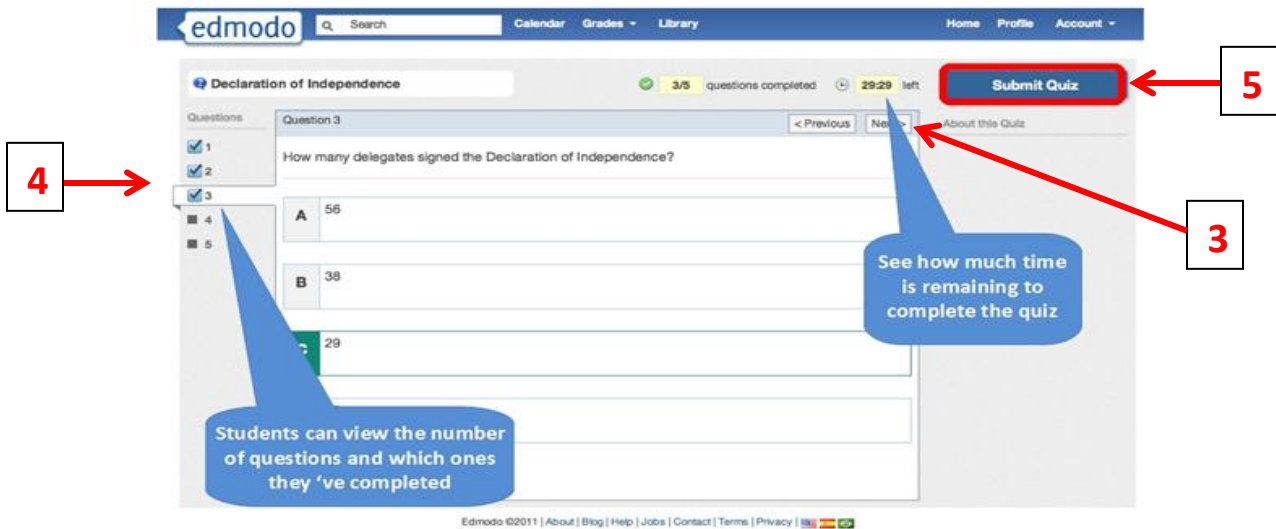 edmodo Search Calendar Grades Library Home Profile Account
Declaration of Independence 3/5 questions completed 29:29 left Submit Quiz
5
Questions Question 3 < Previous About this Quiz
1
How many delegates signed the Declaration of Independence?
2
4
3
A 56
4
3
5
B 38
See how much time
is remaining to
complete the quiz
29
Students can view the number
of questions and which ones
they ‘ve completed
Edmodo ©2011 | About | Blog | Help | Jobs | Contact | Terms | Privacy |